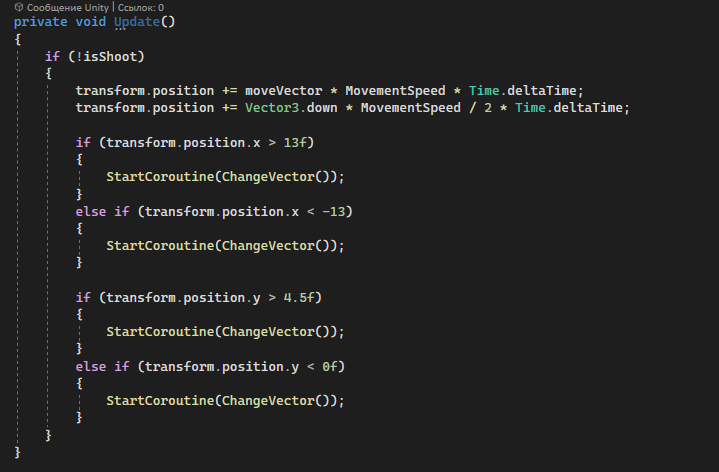 Сообщение Unity | Ссылок: 0
private void Update()
{
if (!isShoot)
{
transform.position += moveVector * MovementSpeed * Time.deltaTime;
transform.position += Vector3.down * MovementSpeed / 2 * Time.deltaTime;
if (transform.position.x > 13f)
{
StartCoroutine(ChangeVector());
}
else if (transform.position.x < -13)
{
StartCoroutine(ChangeVector());
}
if (transform.position.y > 4.5f)
{
StartCoroutine(ChangeVector());
}
else if (transform.position.y < 0f)
{
StartCoroutine(ChangeVector());
}
}
}